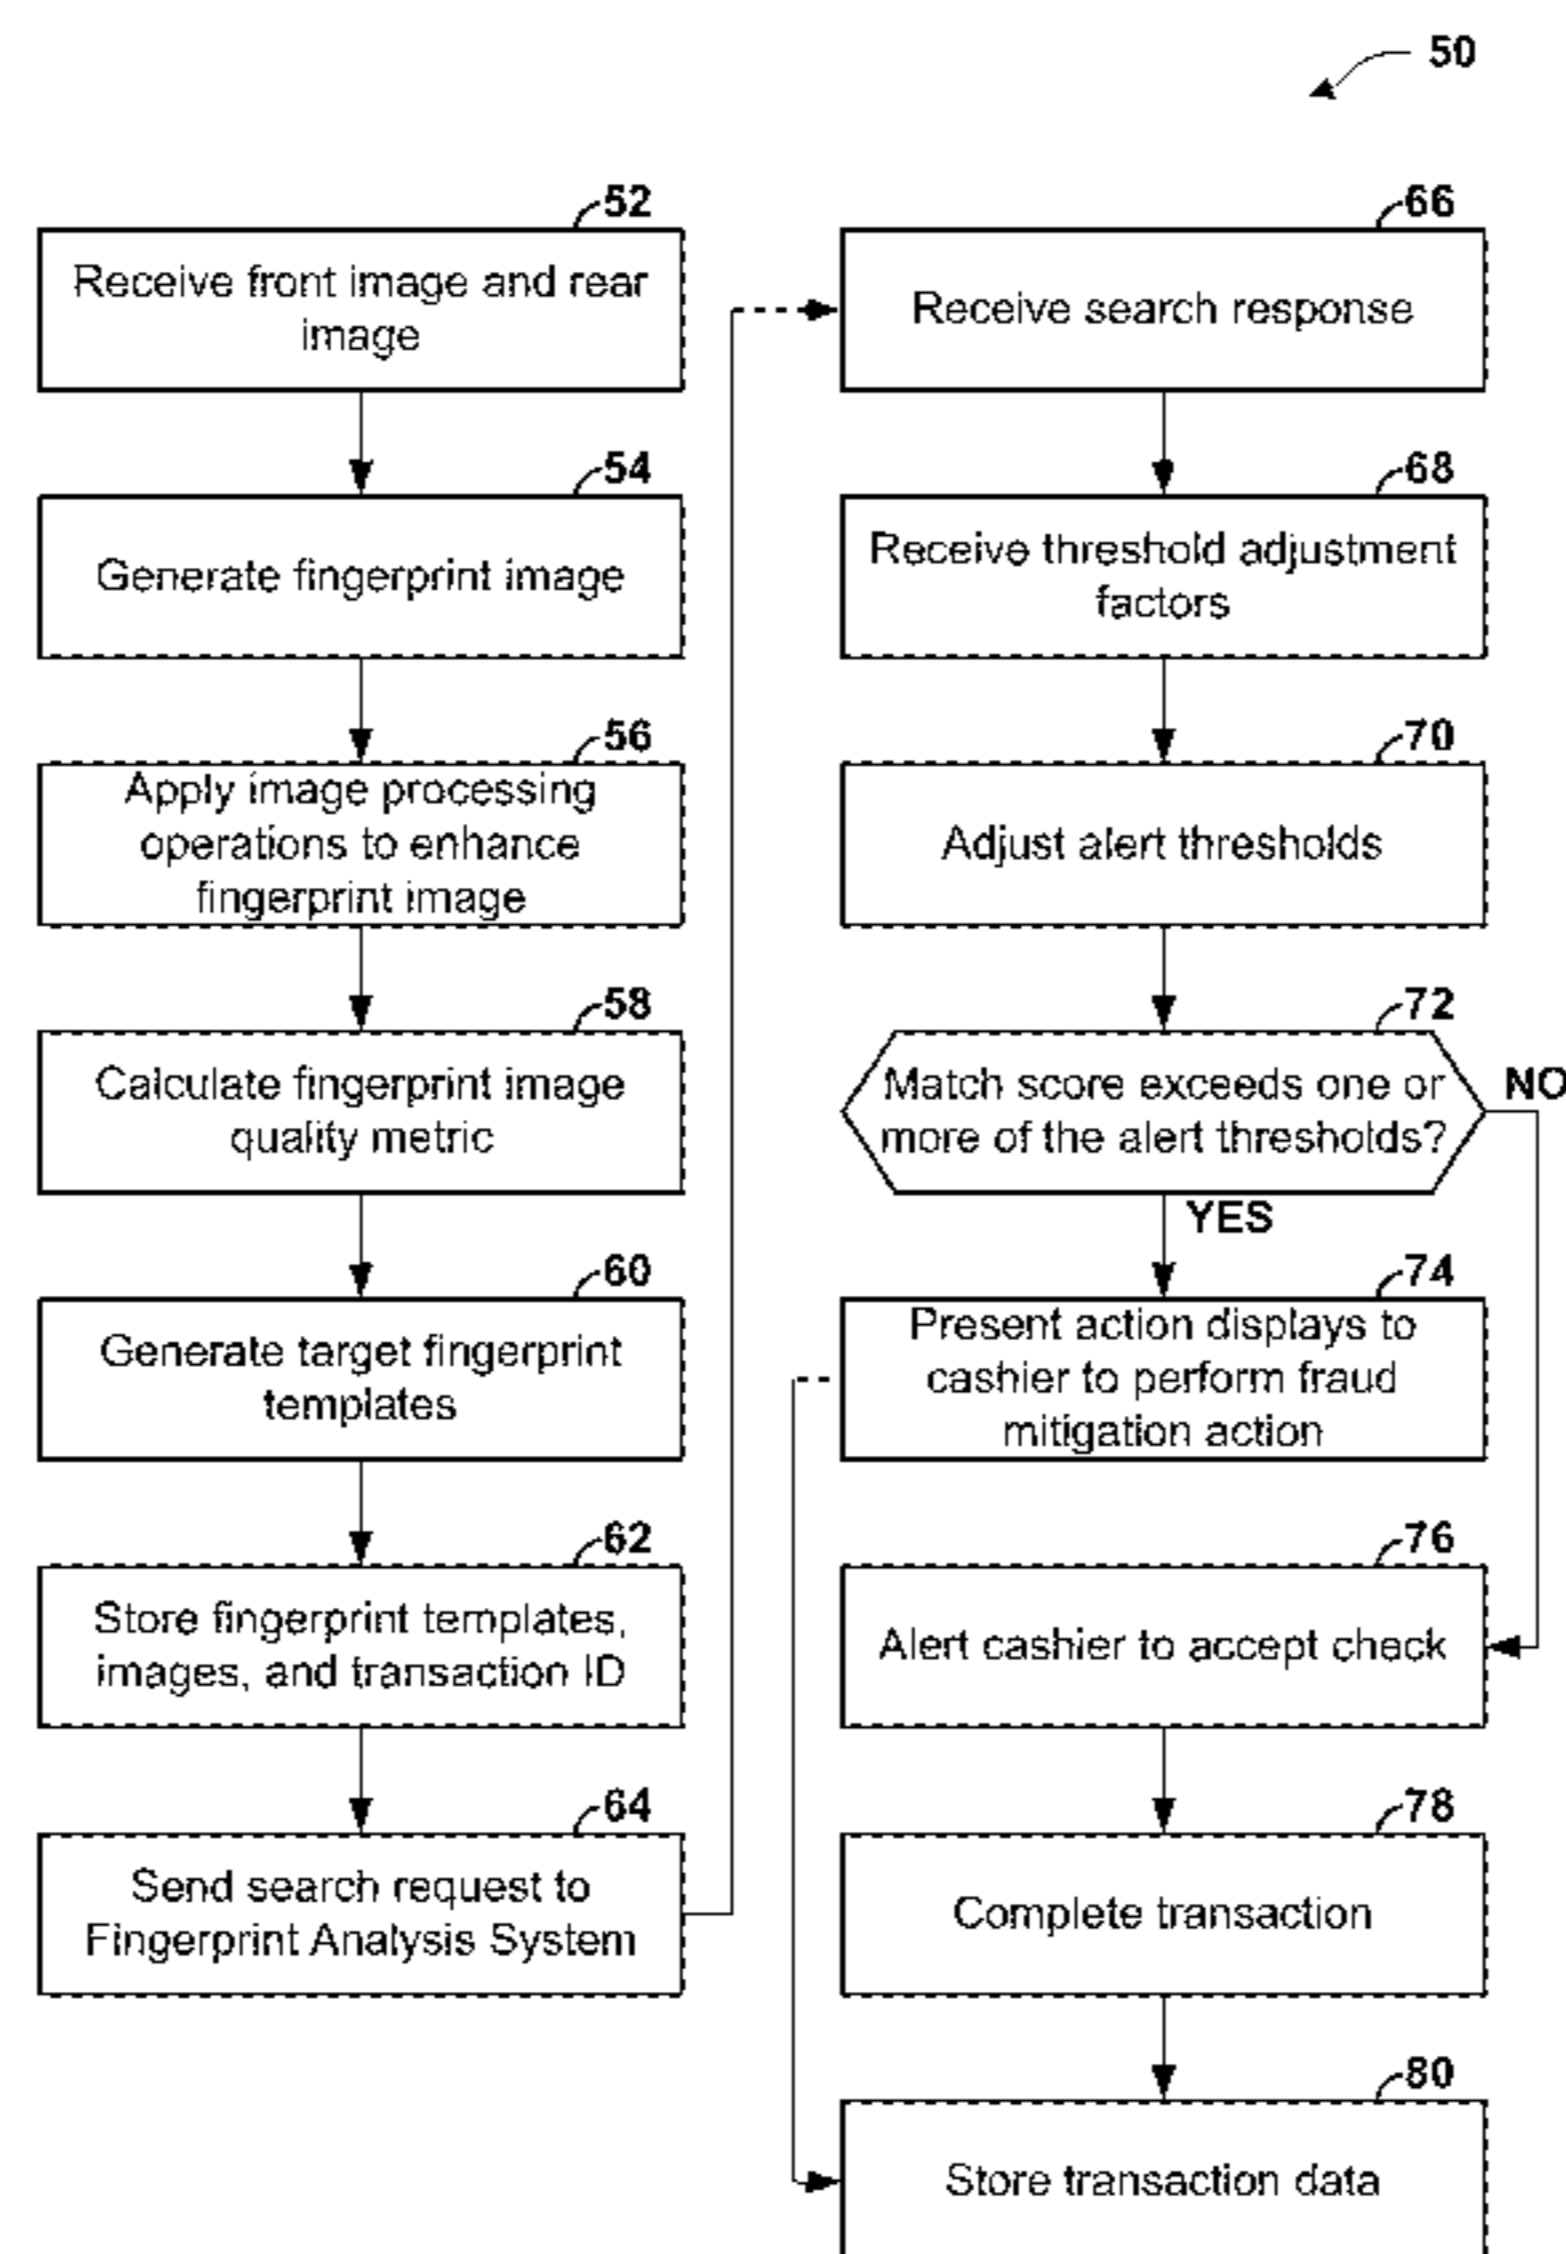 50
52
Receive front image and rear
image
54
Generate fingerprint image
56
Apply image processing
operations to enhance
fingerprint image
58
Calculate fingerprint image
quality metric
60
Generate target fingerprint
templates
62
Store fingerprint templates,
images, and transaction ID
64
Send search request to
Fingerprint Analysis System
66
Receive search response
68
Receive threshold adjustment
factors
70
Adjust alert thresholds
72
Match score exceeds one or
more of the alert thresholds?
NO
YES
74
Present action displays to
cashier to perform fraud
mitigation action
76
Alert cashier to accept check
78
Complete transaction
80
Store transaction data